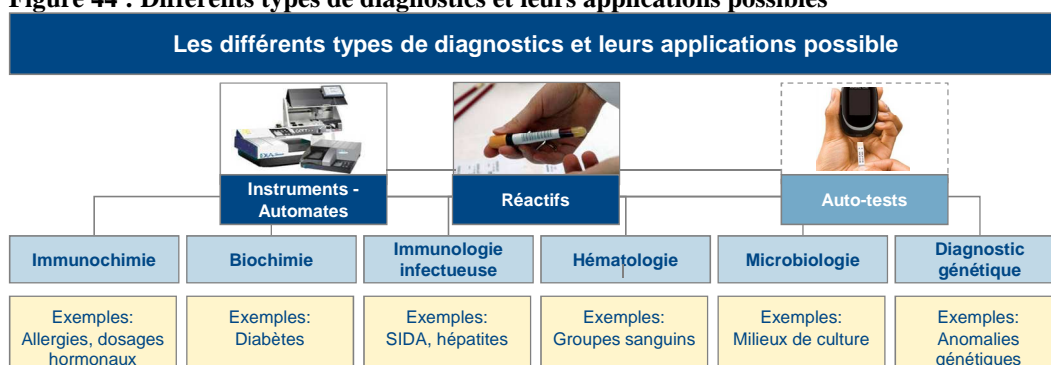 Figure 44 : Différents types de diagnostics et leurs applications possibles
Les différents types de diagnostics et leurs applications possible
Instruments -
Automates
Réactifs
Auto-tests
Immunochimie
Biochimie
Immunologie
infectueuse
Hématologie
Microbiologie
Diagnostic
génétique
Exemples:
Allergies, dosages
hormonaux
Exemples:
Diabètes
Exemples:
SIDA, hépatites
Exemples:
Groupes sanguins
Exemples:
Milieux de culture
Exemples:
Anomalies
génétiques